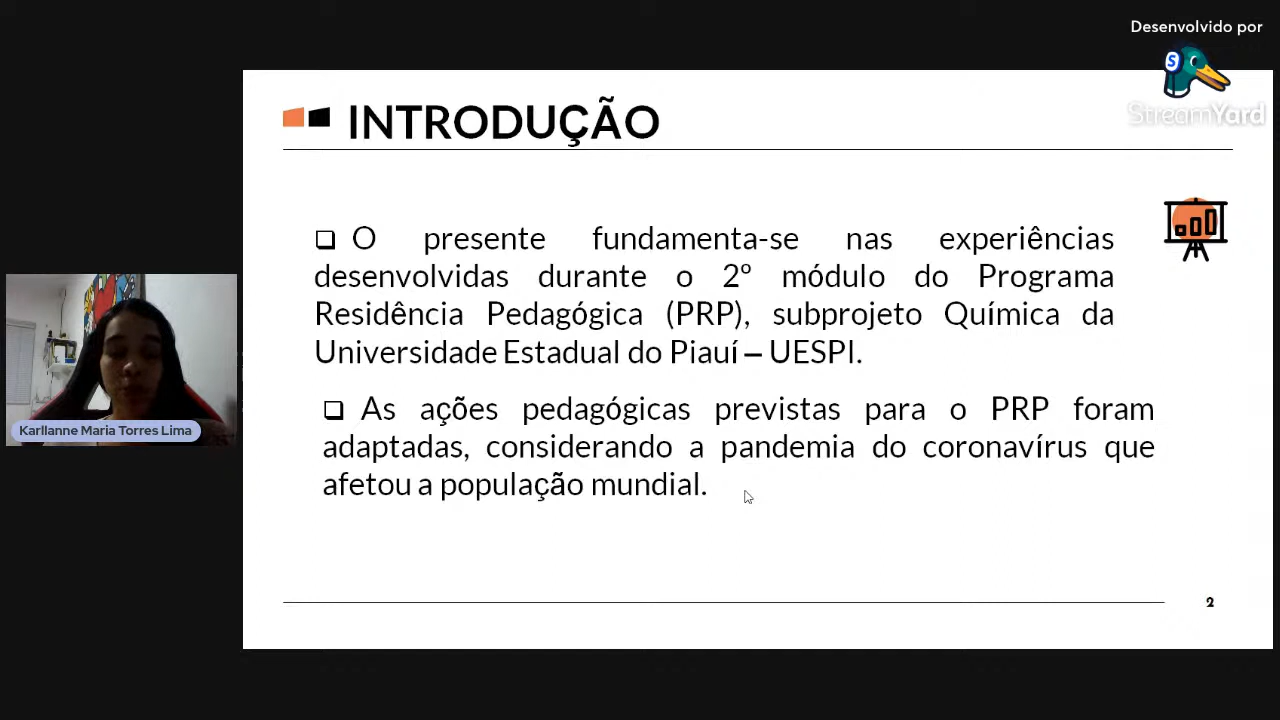 Desenvolvido por
StreamYard
INTRODUÇÃO
O presente fundamenta-se nas experiências
desenvolvidas durante o 2º módulo do Programa
Residência Pedagógica (PRP), subprojeto Química da
Universidade Estadual do Piauí – UESPI.
As ações pedagógicas previstas para o PRP foram
adaptadas, considerando a pandemia do coronavírus que
afetou a população mundial.
Karllanne Maria Torres Lima
2